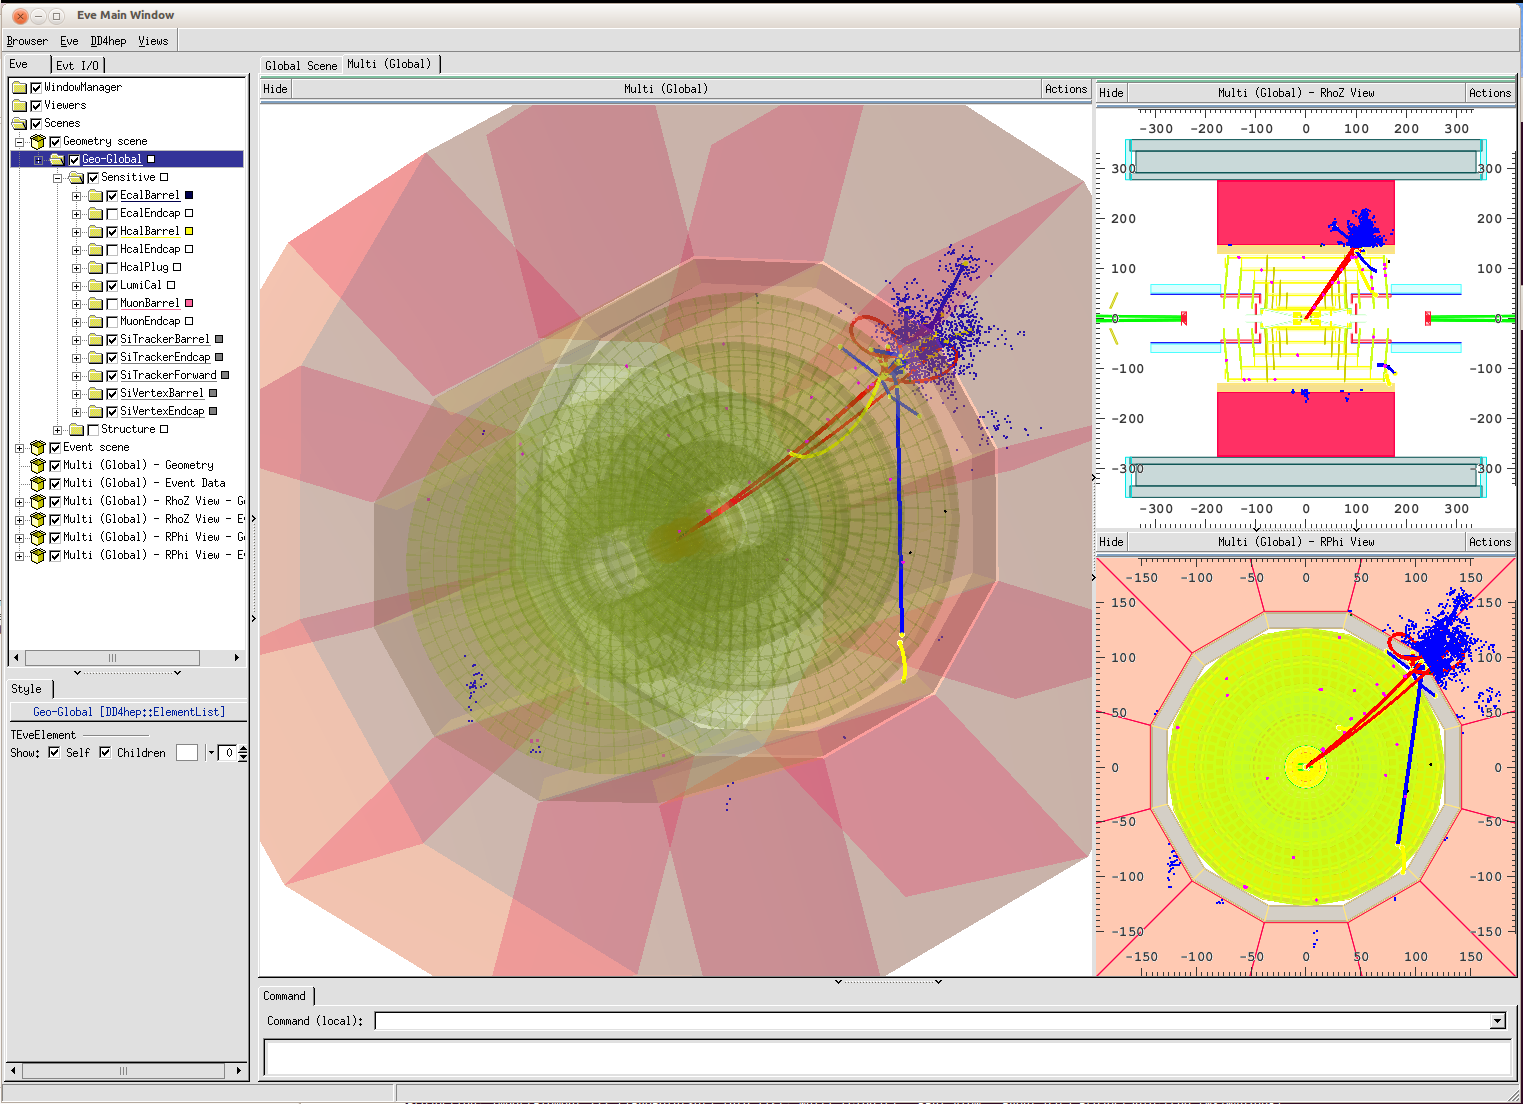 Eve Main Window
Browser Eve DD4hep Views
Eve Evt I/O
WindowManager
Viewers
Scenes
Geometry scene
Geo-Global
Sensitive
EcalBarrel
EcalEndcap
HcalBarrel
HcalEndcap
HcalPlug
LumiCal
MuonBarrel
MuonEndcap
SiTrackerBarrel
SiTrackerEndcap
SiTrackerForward
SiVertexBarrel
SiVertexEndcap
Structure
Event scene
Multi (Global) - Geometry
Multi (Global) - Event Data
Multi (Global) - RhoZ View - G
Multi (Global) - RhoZ View - E
Multi (Global) - RPhi View - G
Multi (Global) - RPhi View - E
Style
Geo-Global [DD4hep::ElementList]
TEveElement
Show: Self Children 0
Global Scene Multi (Global)
Hide Multi (Global) Actions
Hide Multi (Global) - RhoZ View Actions
-300 -200 -100 0 100 200 300
300 300
200 200
100 100
0 0
-100 -100
-200 -200
-300 -300
-300 -200 -100 0 100 200 300
Hide Multi (Global) - RPhi View Actions
-150 -100 -50 0 50 100 150
150 150
100 100
50 50
0 0
-50 -50
-100 -100
-150 -150
-150 -100 -50 0 50 100 150
Command
Command (local):